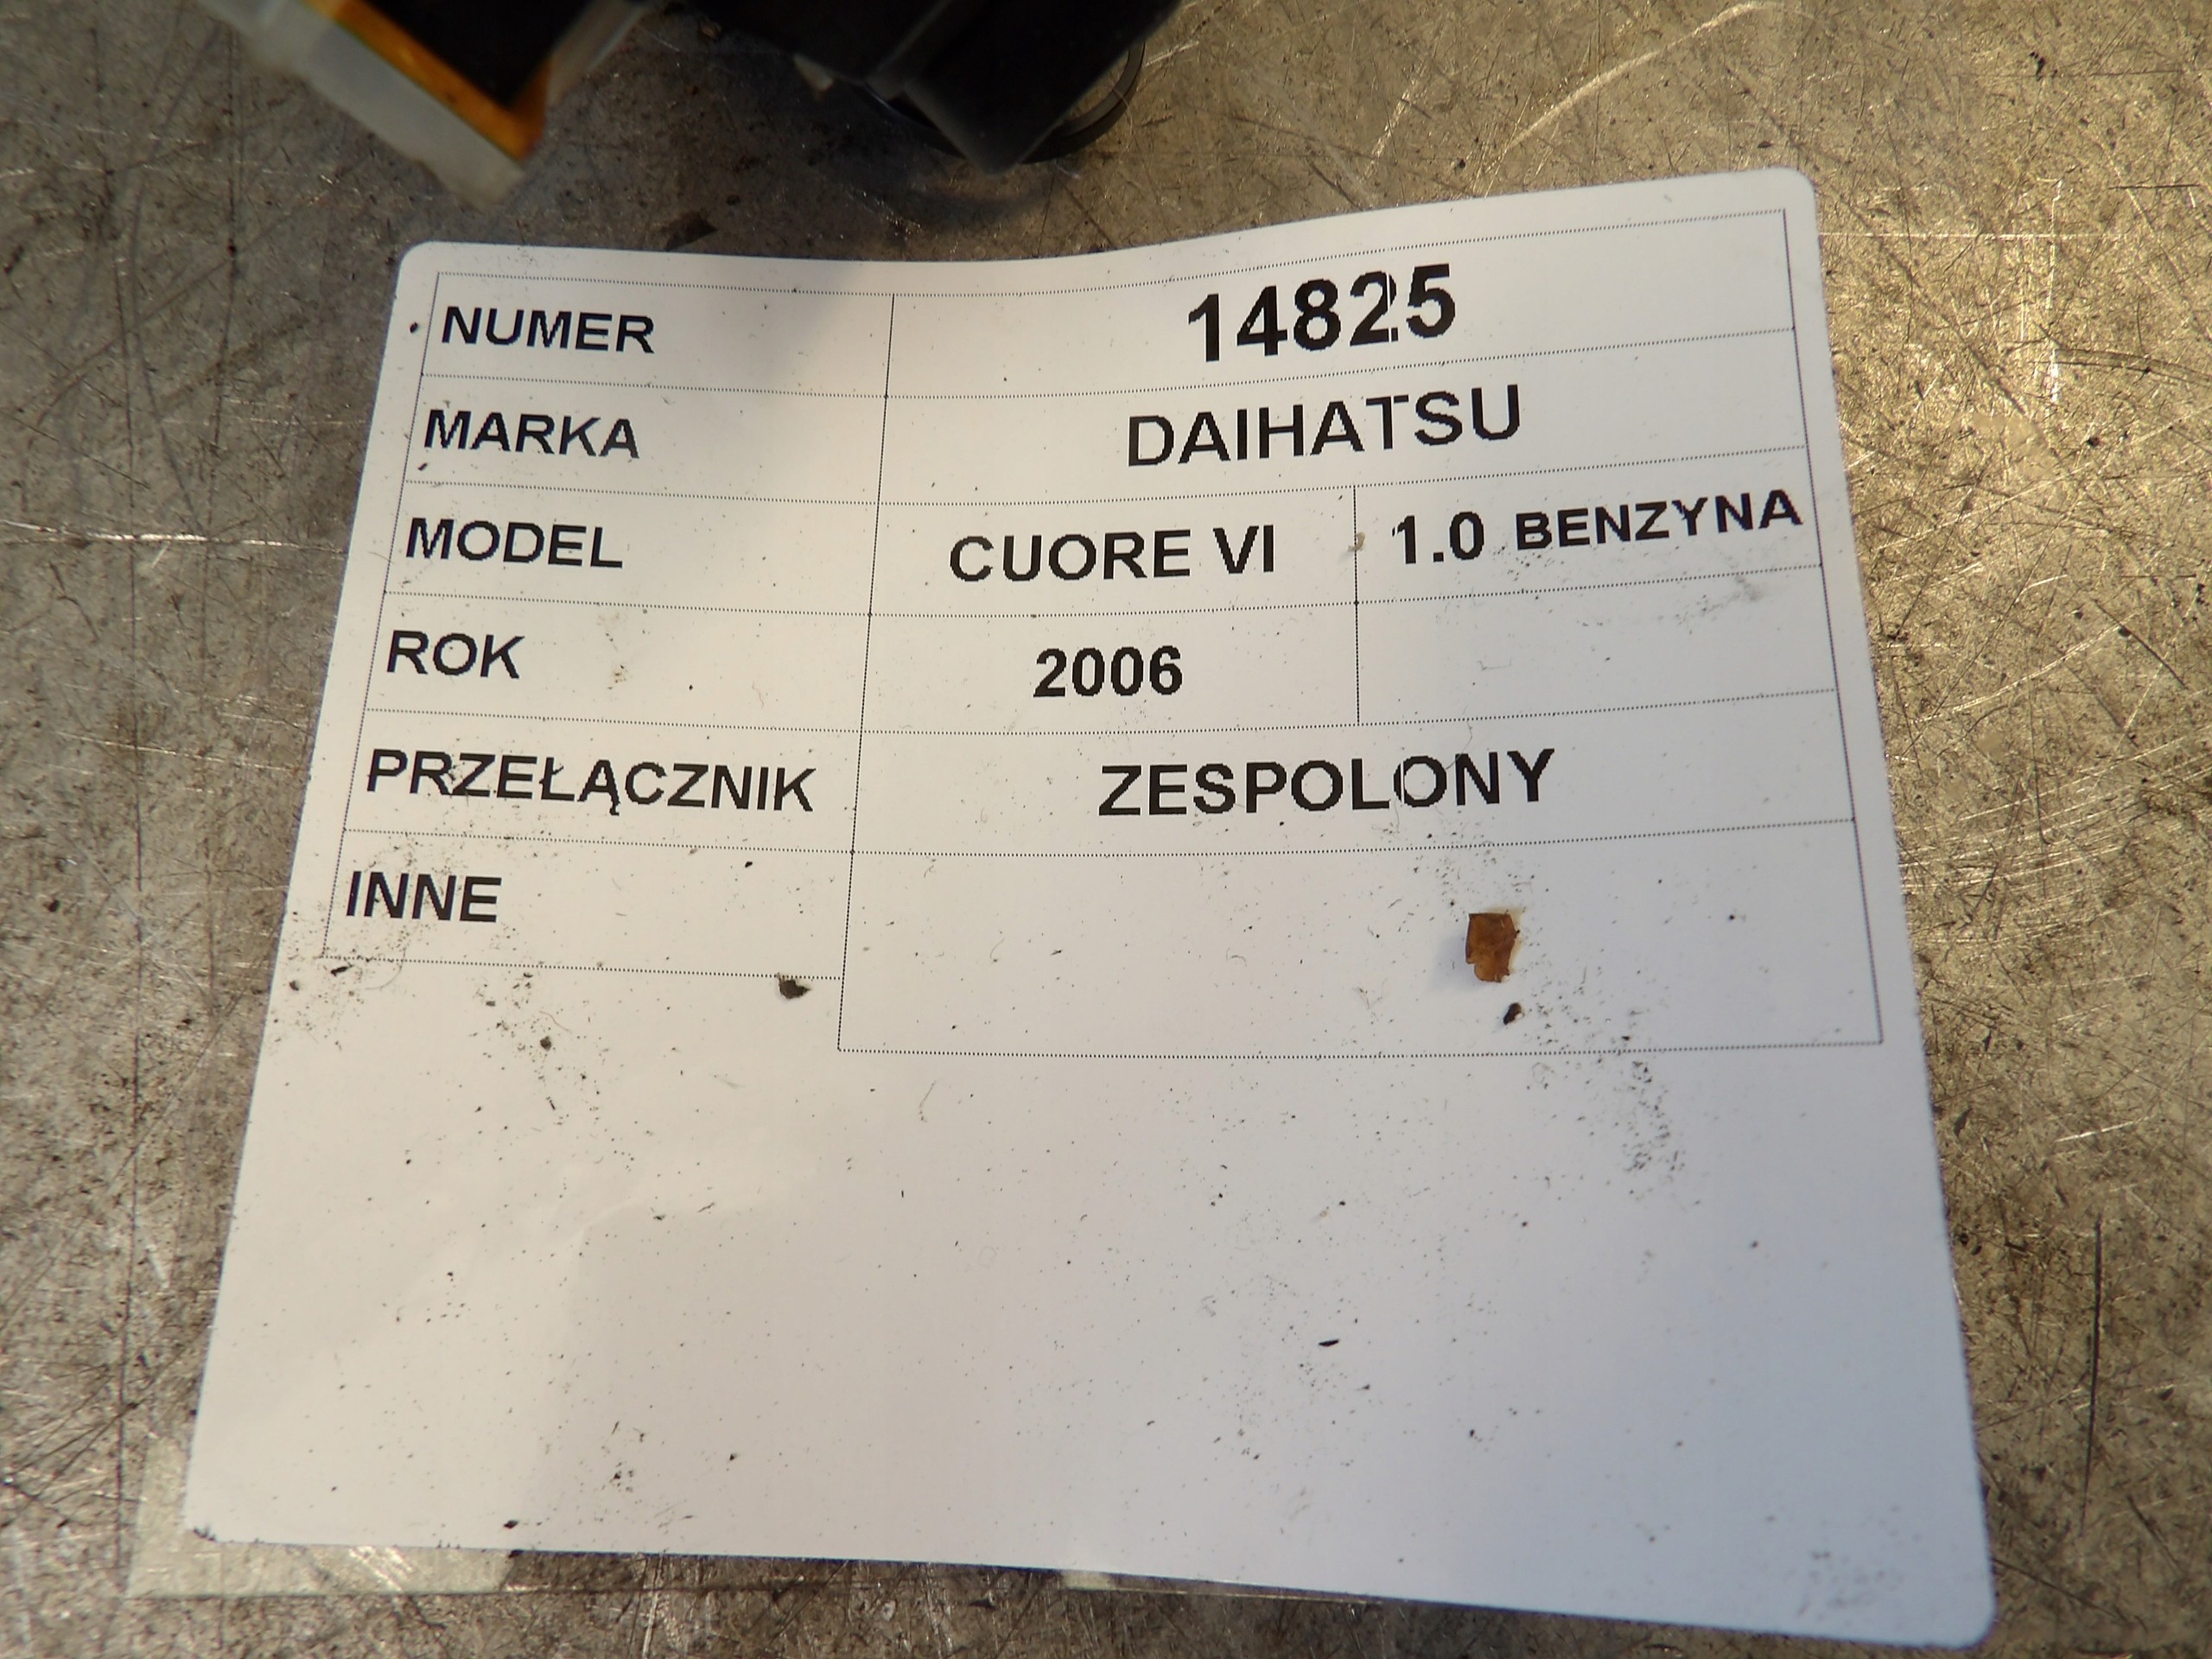 NUMER 14825
MARKA DAIHATSU
MODEL CUORE VI 1.0 BENZYNA
ROK 2006
PRZEŁĄCZNIK ZESPOLONY
INNE